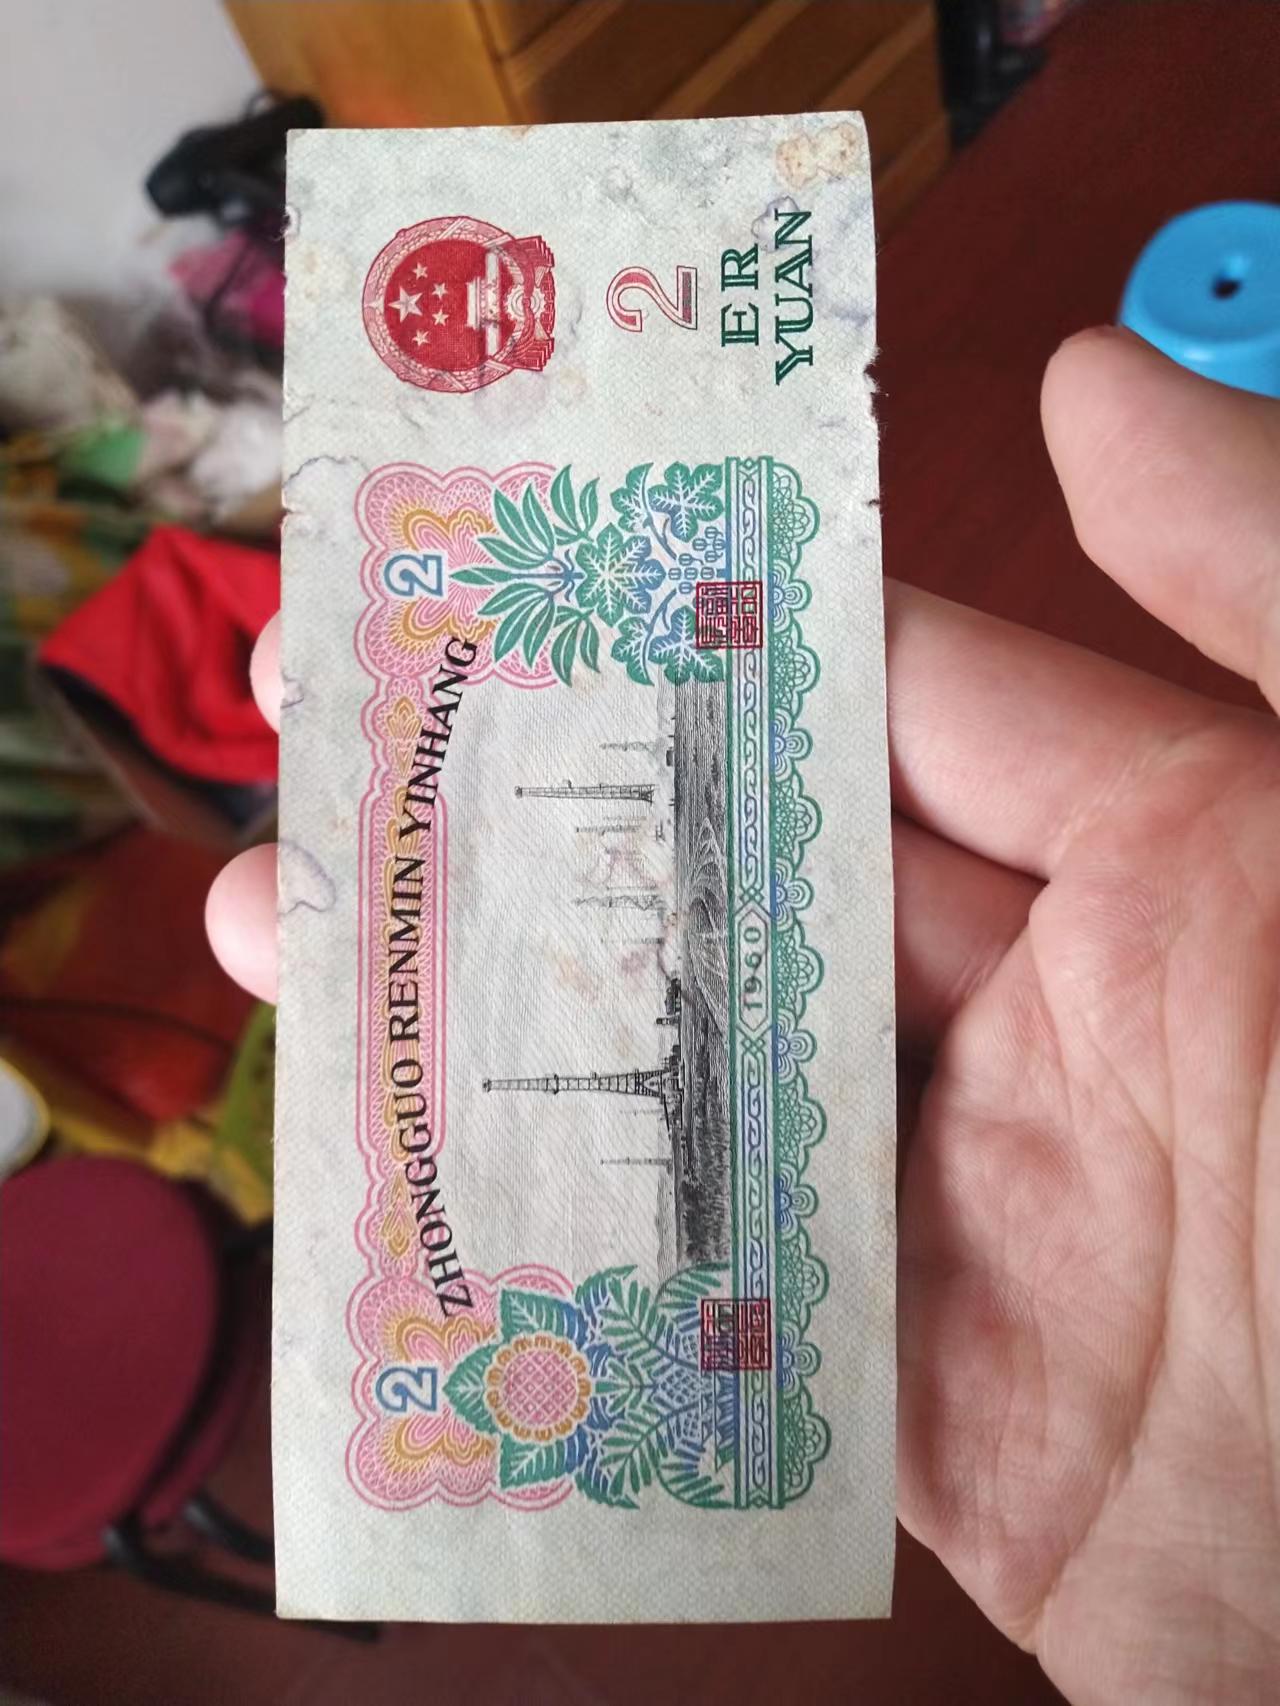 ZHONGGUO RENMIN YINHANG
2
2
2
ER
YUAN
1960